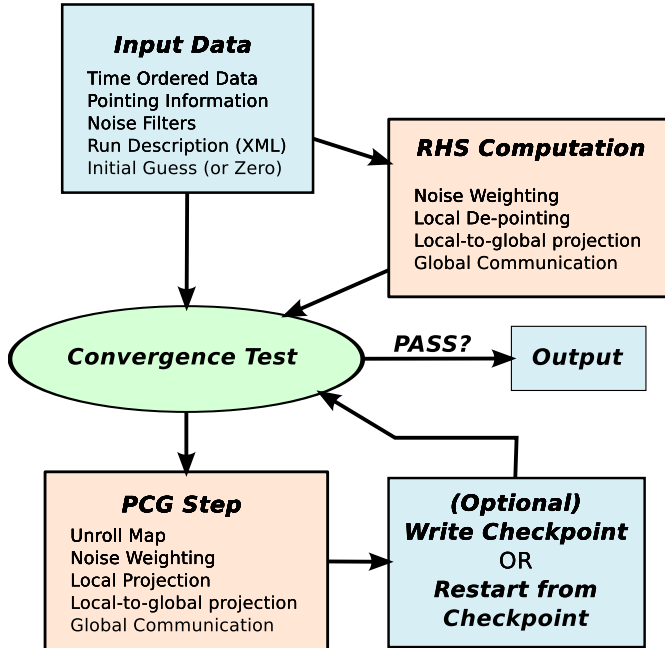 Input Data
Time Ordered Data
Pointing Information
Noise Filters
Run Description (XML)
Initial Guess (or Zero)
RHS Computation
Noise Weighting
Local De-pointing
Local-to-global projection
Global Communication
Convergence Test
PASS?
Output
PCG Step
Unroll Map
Noise Weighting
Local Projection
Local-to-global projection
Global Communication
(Optional)
Write Checkpoint
OR
Restart from
Checkpoint